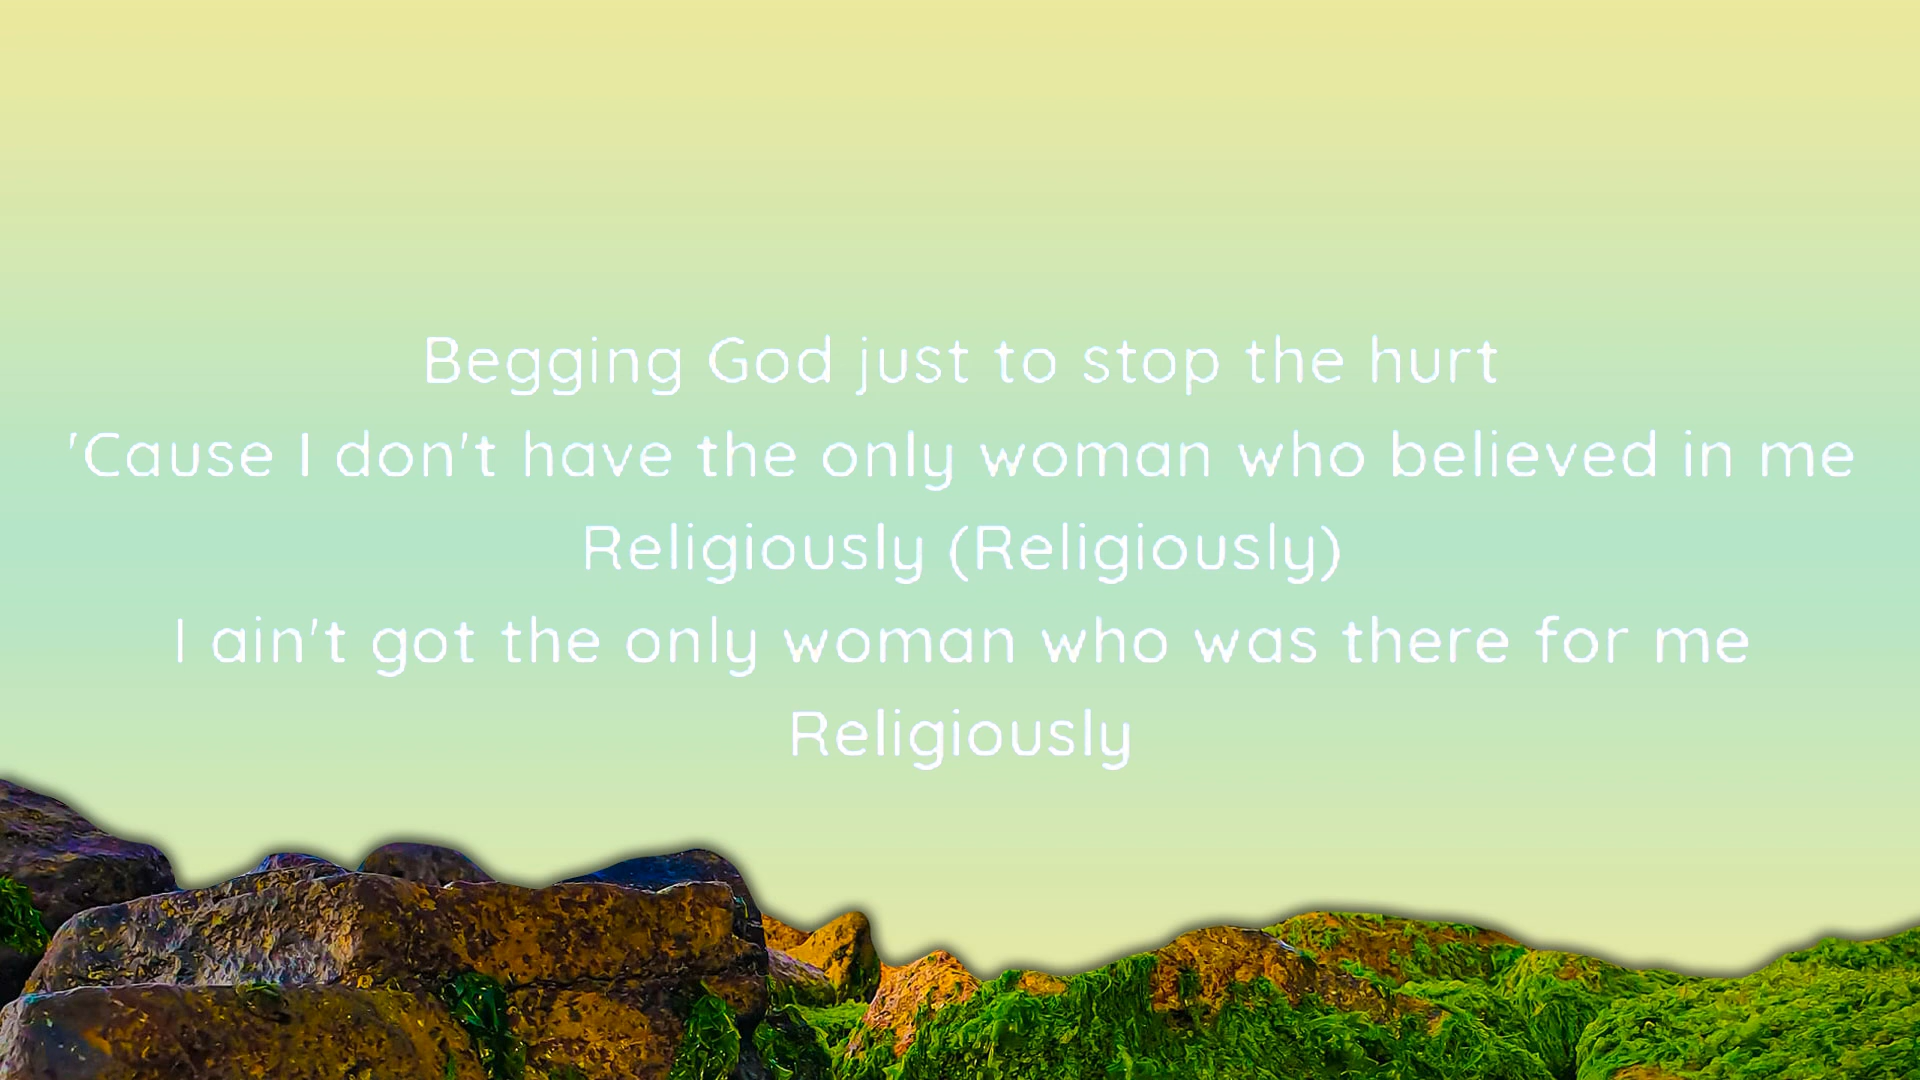 Begging God just to stop the hurt
'Cause I don't have the only woman who believed in me
Religiously (Religiously)
I ain't got the only woman who was there for me
Religiously